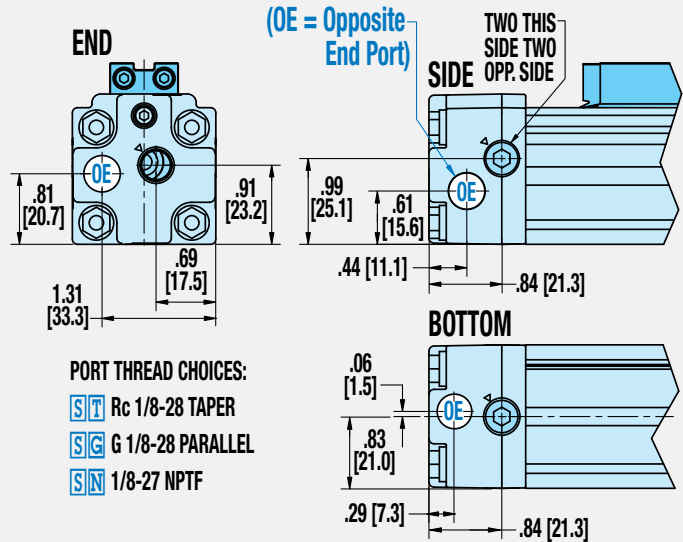 END
(OE = Opposite
End Port)
SIDE
TWO THIS
SIDE TWO
OPP. SIDE
OE
.81
[20.7]
.91
[23.2]
.69
[17.5]
1.31
[33.3]
OE
.99
[25.1]
.61
[15.6]
.44 [11.1]
.84 [21.3]
BOTTOM
OE
.06
[1.5]
.83
[21.0]
.29 [7.3]
.84 [21.3]
PORT THREAD CHOICES:
ST Rc 1/8-28 TAPER
SG G 1/8-28 PARALLEL
SN 1/8-27 NPTF